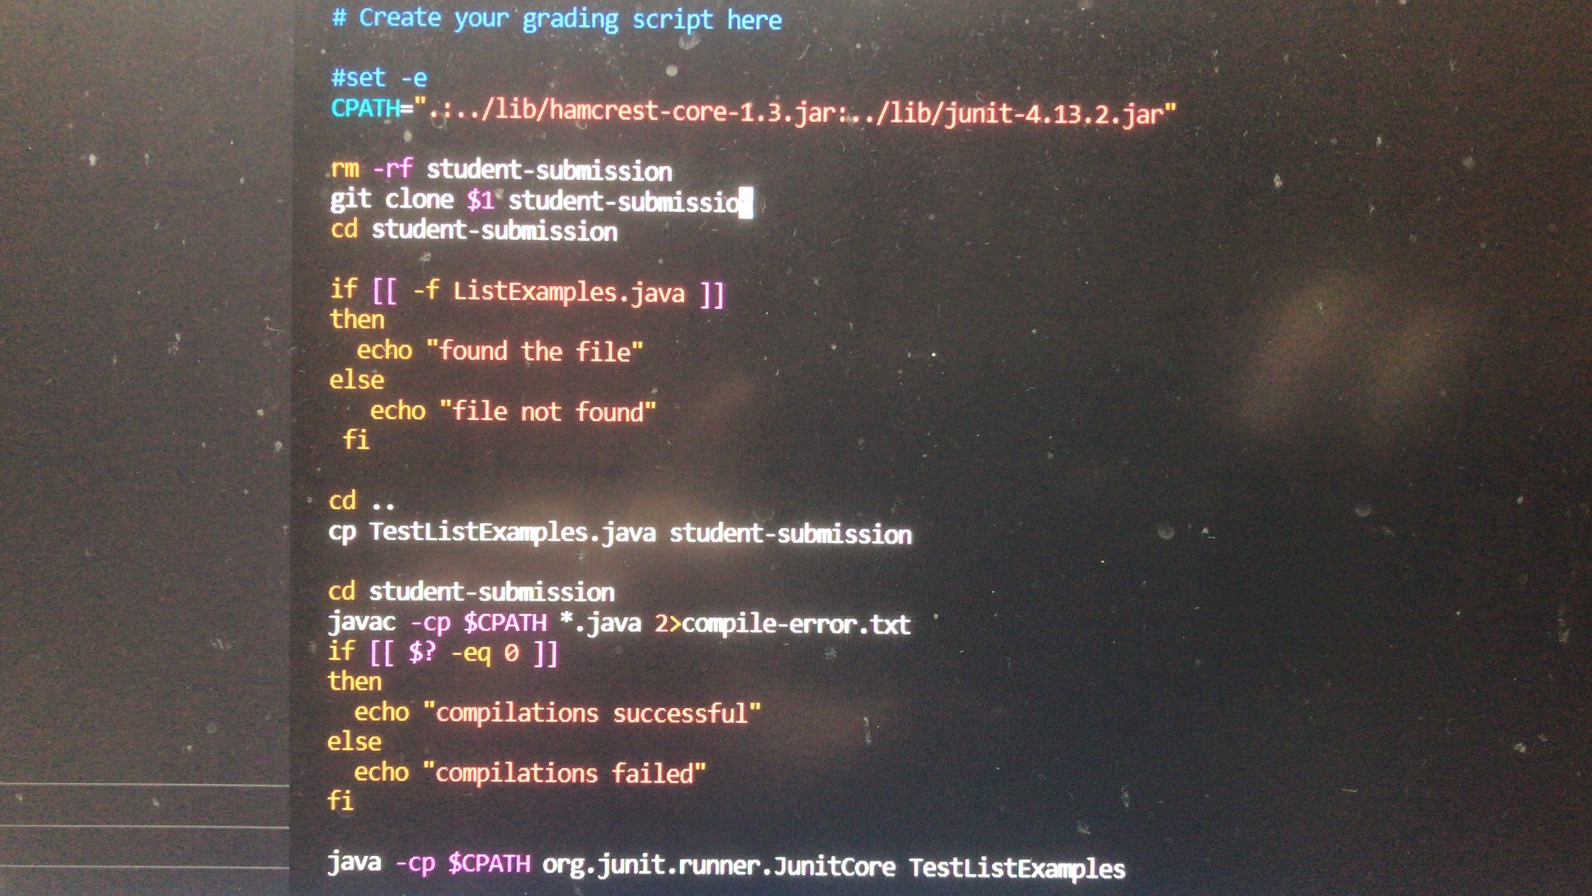 # Create your grading script here
#set -e
CPATH=".:../lib/hamcrest-core-1.3.jar:../lib/junit-4.13.2.jar"
rm -rf student-submission
git clone $1 student-submission
cd student-submission
if [[ -f ListExamples.java ]]
then
echo "found the file"
else
echo "file not found"
fi
cd ..
cp TestListExamples.java student-submission
cd student-submission
javac -cp $CPATH *.java 2>compile-error.txt
if [[ $? -eq 0 ]]
then
echo "compilations successful"
else
echo "compilations failed"
fi
java -cp $CPATH org.junit.runner.JunitCore TestListExamples